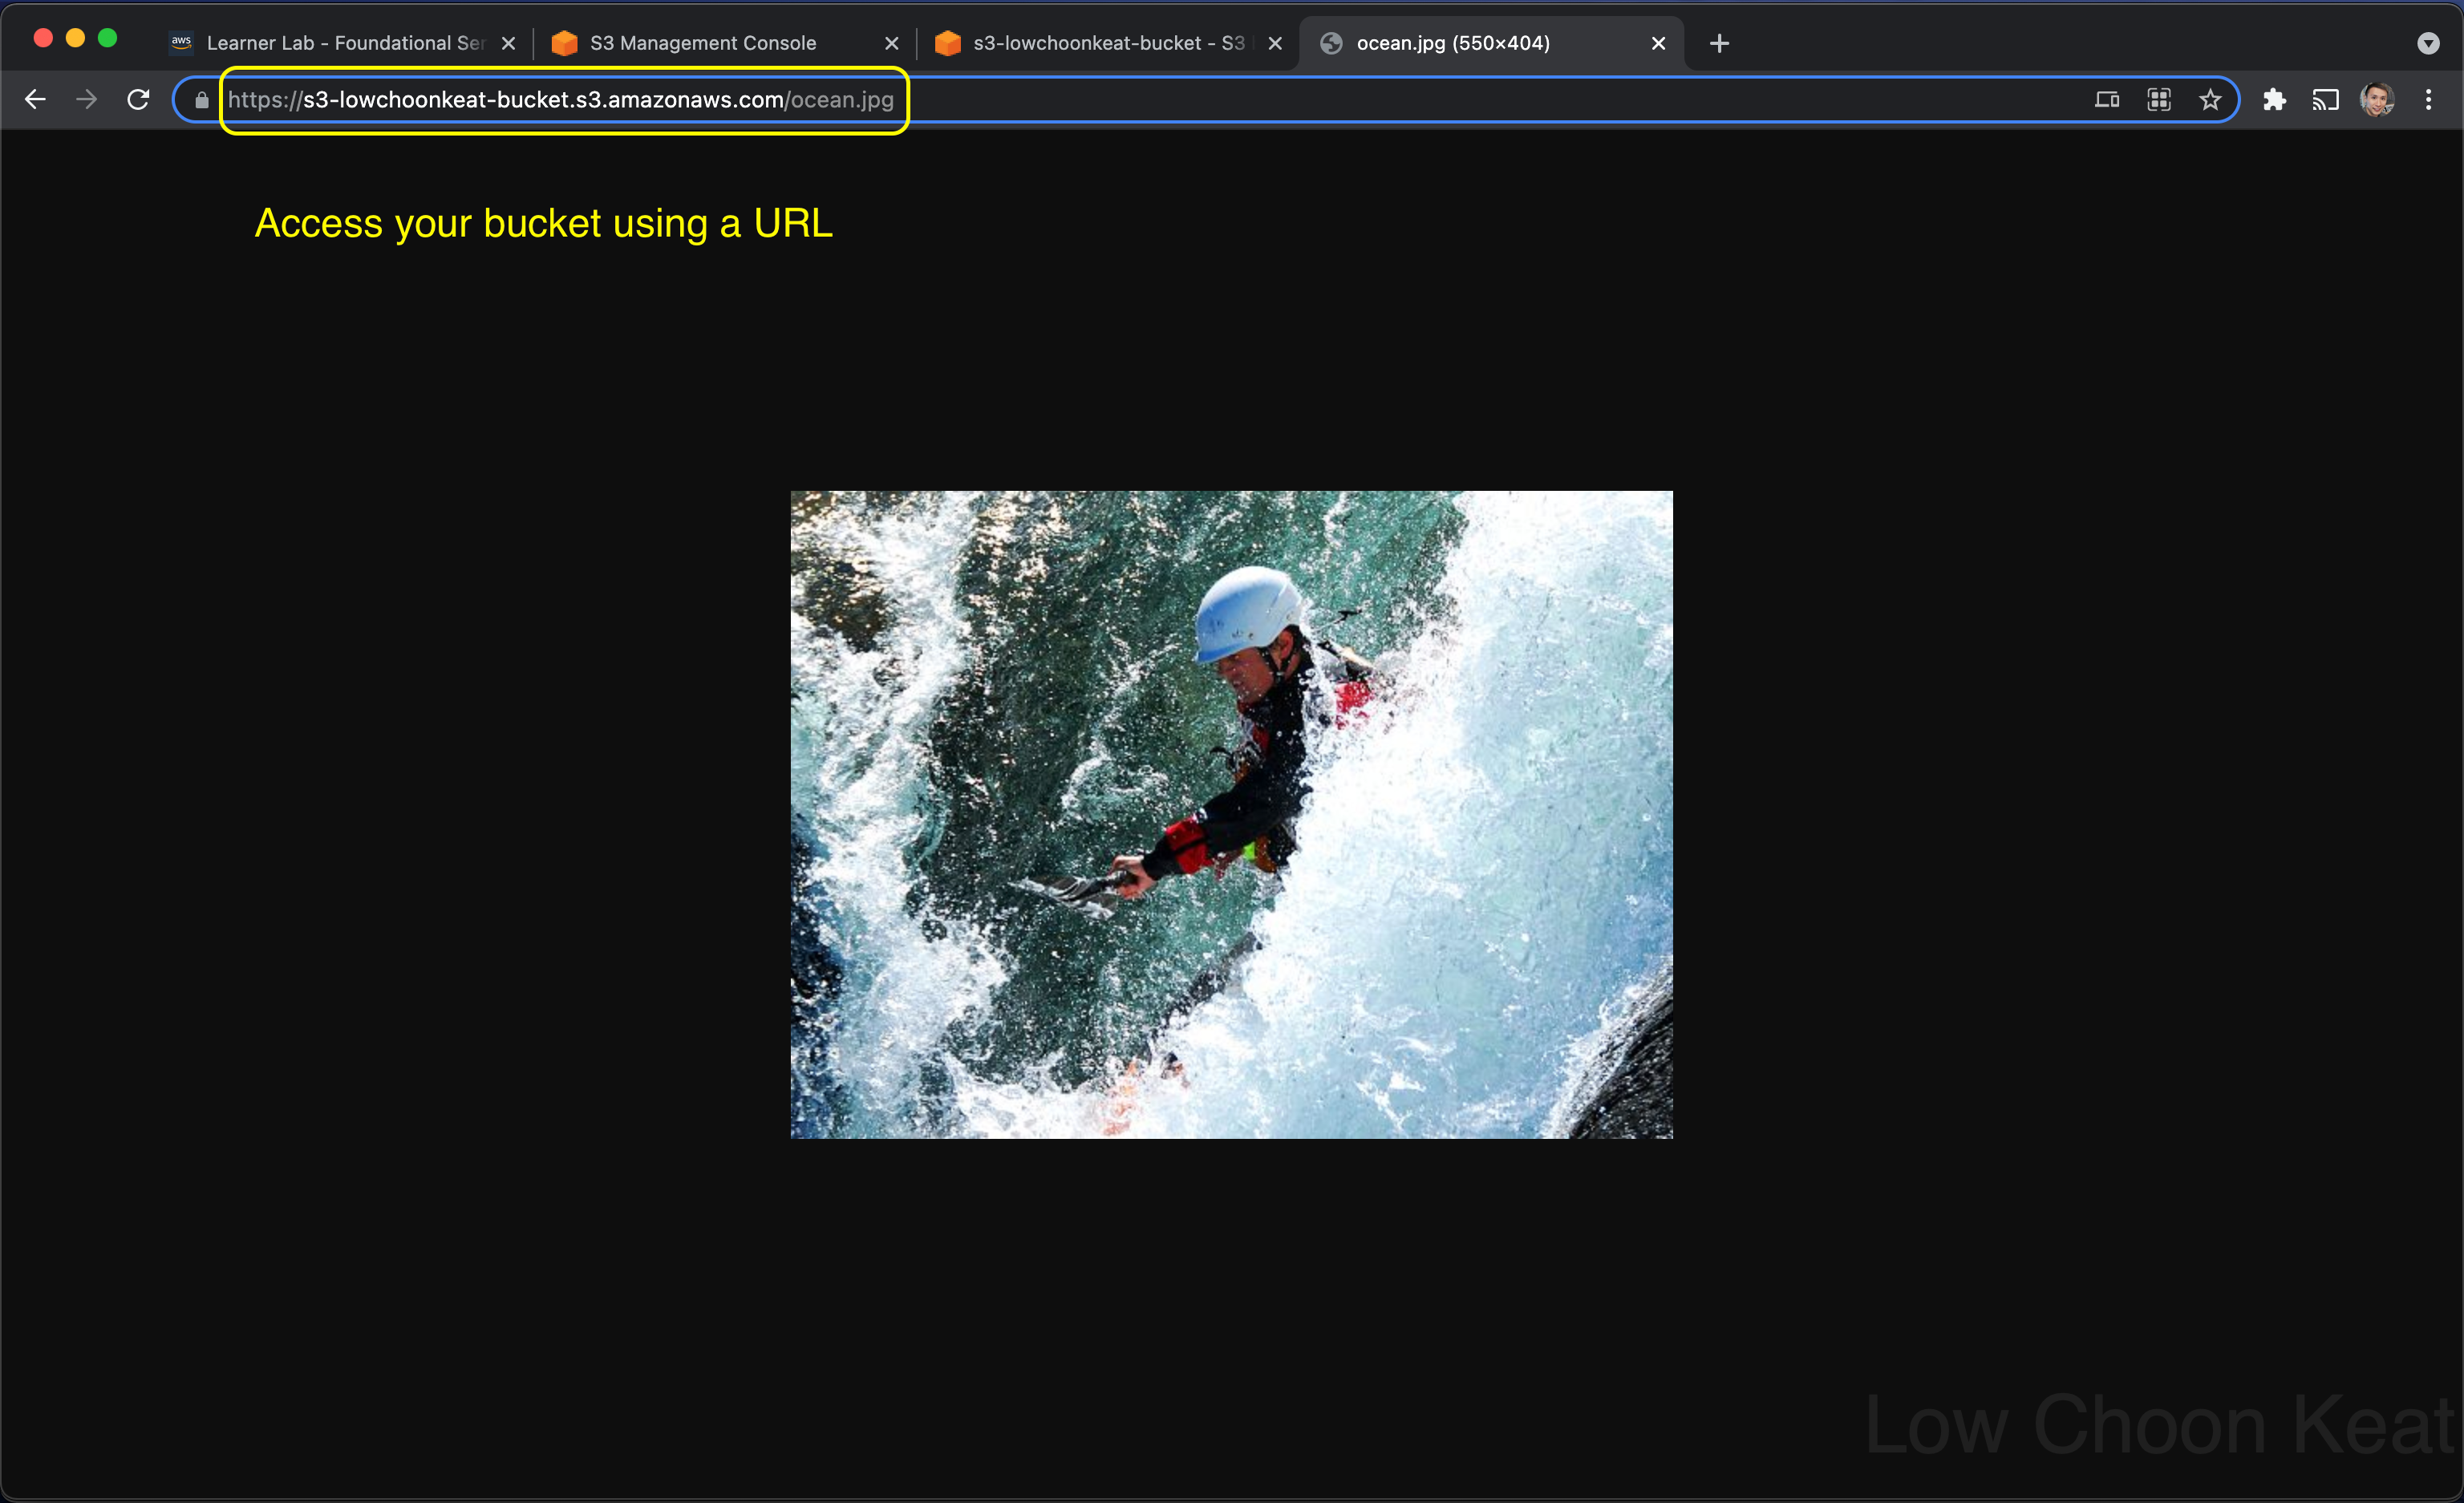 aws Learner Lab - Foundational Ser
S3 Management Console
s3-lowchoonkeat-bucket - S3
ocean.jpg (550×404)
https://s3-lowchoonkeat-bucket.s3.amazonaws.com/ocean.jpg
Access your bucket using a URL
Low Choon Keat